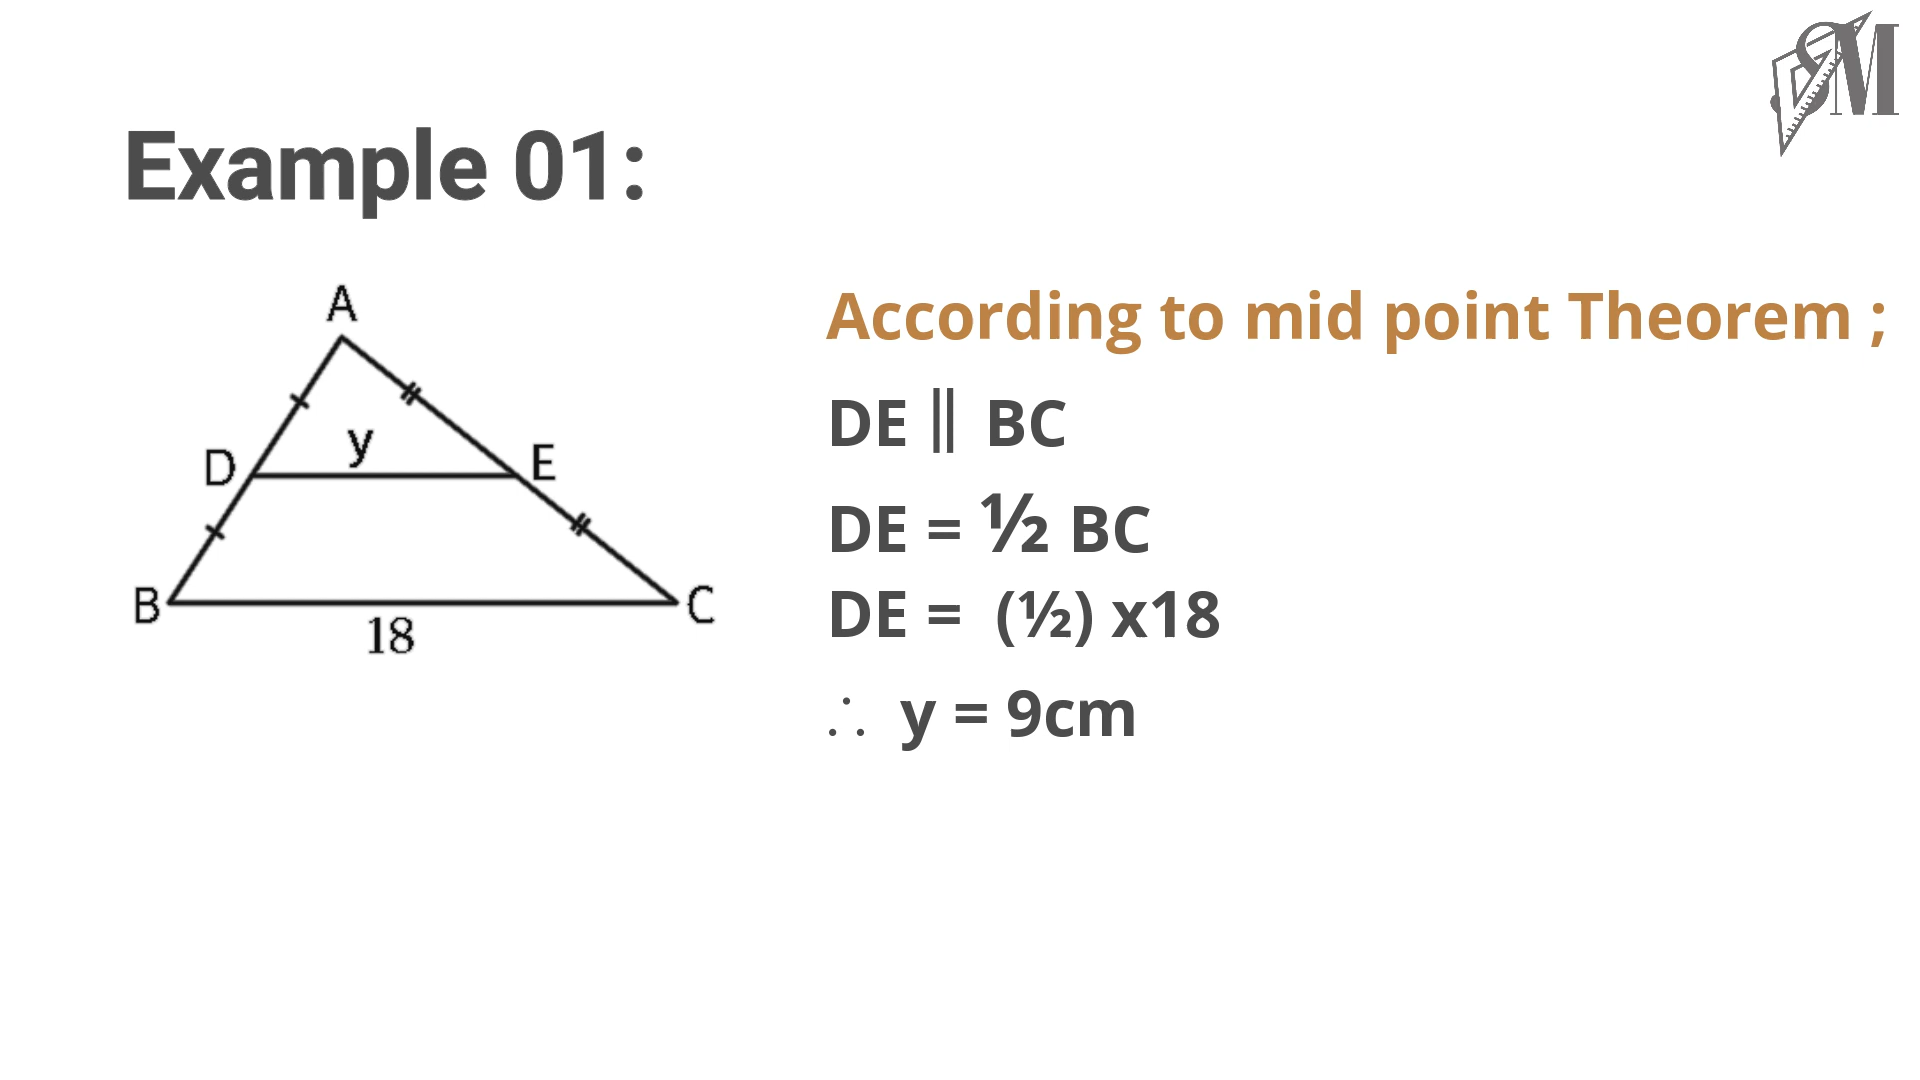 SM
Example 01:
A
D
y
E
B
C
18
According to mid point Theorem ;
DE || BC
DE = ½ BC
DE = (½) x18
∴ y = 9cm